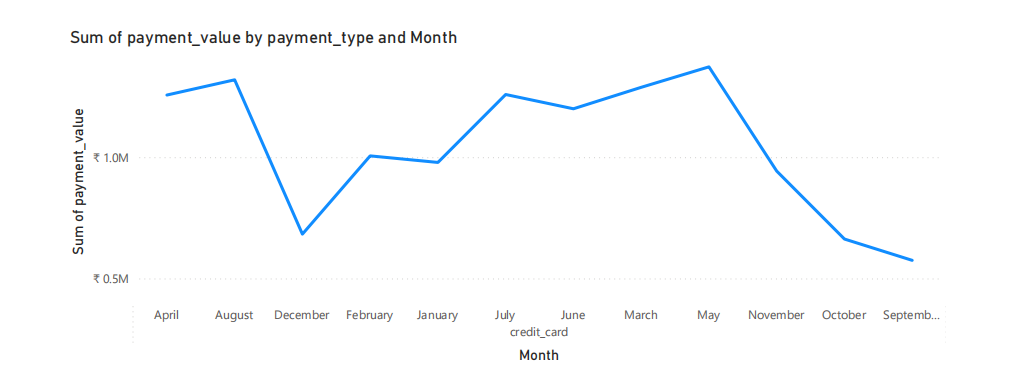 Sum of payment_value by payment_type and Month
Sum of payment_value
₹ 1.0M
₹ 0.5M
April August December February January July June March May November October Septemb...
credit_card
Month